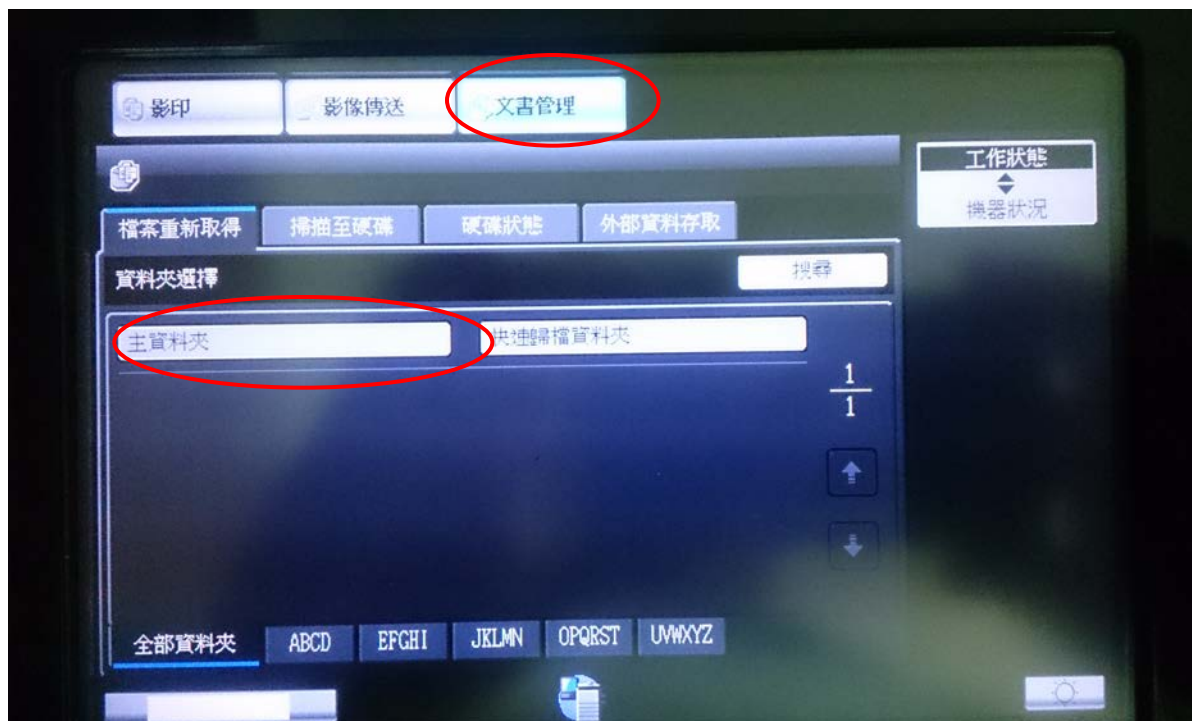 影印 影像傳送 文書管理
工作狀態
機器狀況
檔案重新取得 掃描至硬碟 硬碟狀態 外部資料存取
資料夾選擇 搜尋
主資料夾 快速歸檔資料夾
1
1
全部資料夾 ABCD EFGHI JKLMN OPQRST UVWXYZ